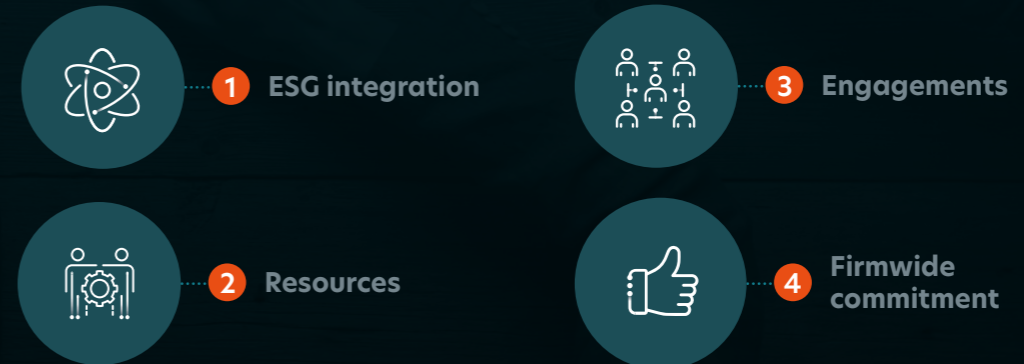 1 ESG integration
2 Resources
3 Engagements
4 Firmwide
commitment